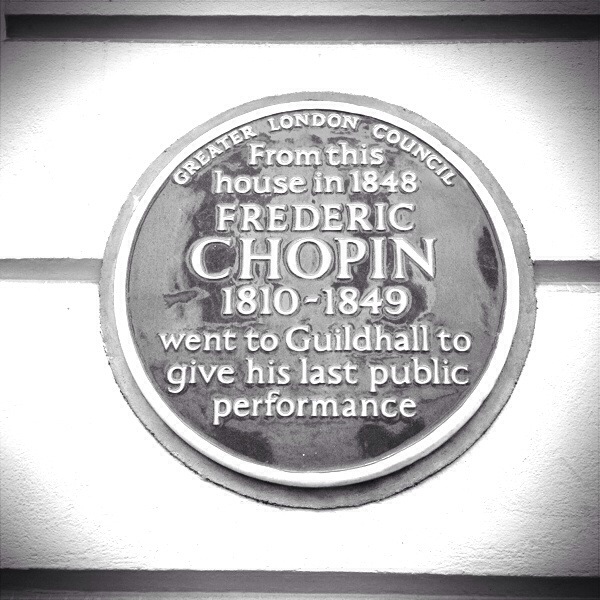 GREATER LONDON COUNCIL
From this
house in 1848
FREDERIC
CHOPIN
1810-1849
went to Guildhall to
give his last public
performance